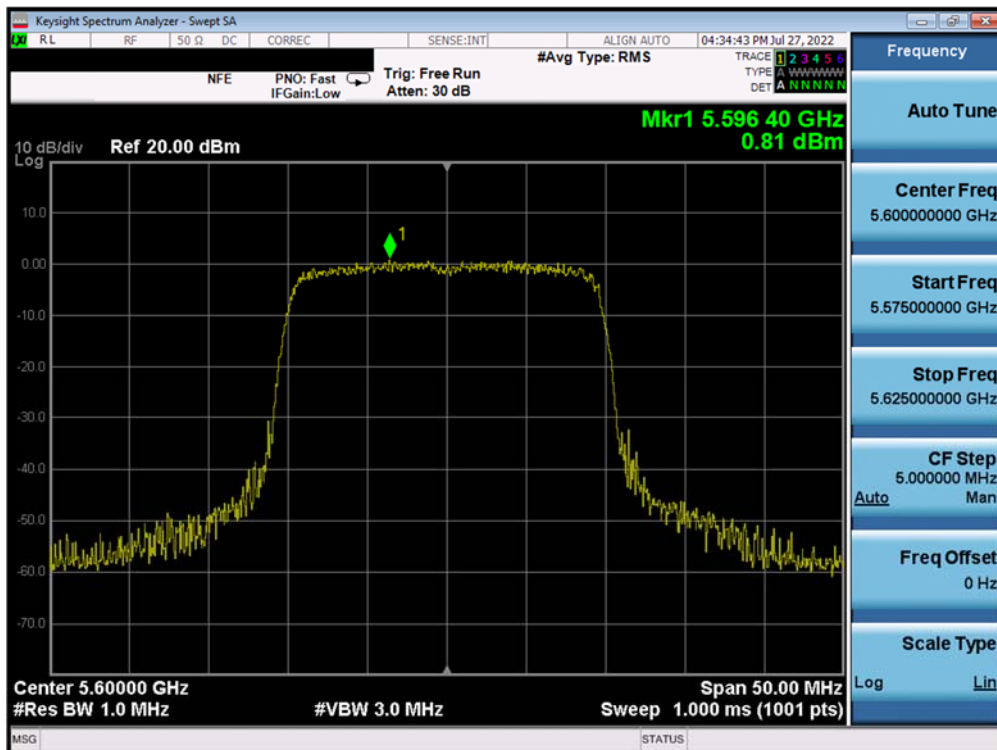 Keysight Spectrum Analyzer - Swept SA
LXI RL RF 50 Ω DC CORREC SENSE:INT ALIGN AUTO 04:34:43 PM Jul 27, 2022
NFE PNO: Fast Trig: Free Run #Avg Type: RMS TRACE 1 2 3 4 5 6
IFGain:Low Atten: 30 dB TYPE A WWWWW
DET A N N N N N
Mkr1 5.596 40 GHz
0.81 dBm
10 dB/div Ref 20.00 dBm
Log
10.0
0.00
-10.0
-20.0
-30.0
-40.0
-50.0
-60.0
-70.0
1
Center 5.60000 GHz Span 50.00 MHz
#Res BW 1.0 MHz #VBW 3.0 MHz Sweep 1.000 ms (1001 pts)
MSG STATUS
Frequency
Auto Tune
Center Freq
5.600000000 GHz
Start Freq
5.575000000 GHz
Stop Freq
5.625000000 GHz
CF Step
5.000000 MHz
Auto Man
Freq Offset
0 Hz
Scale Type
Log Lin